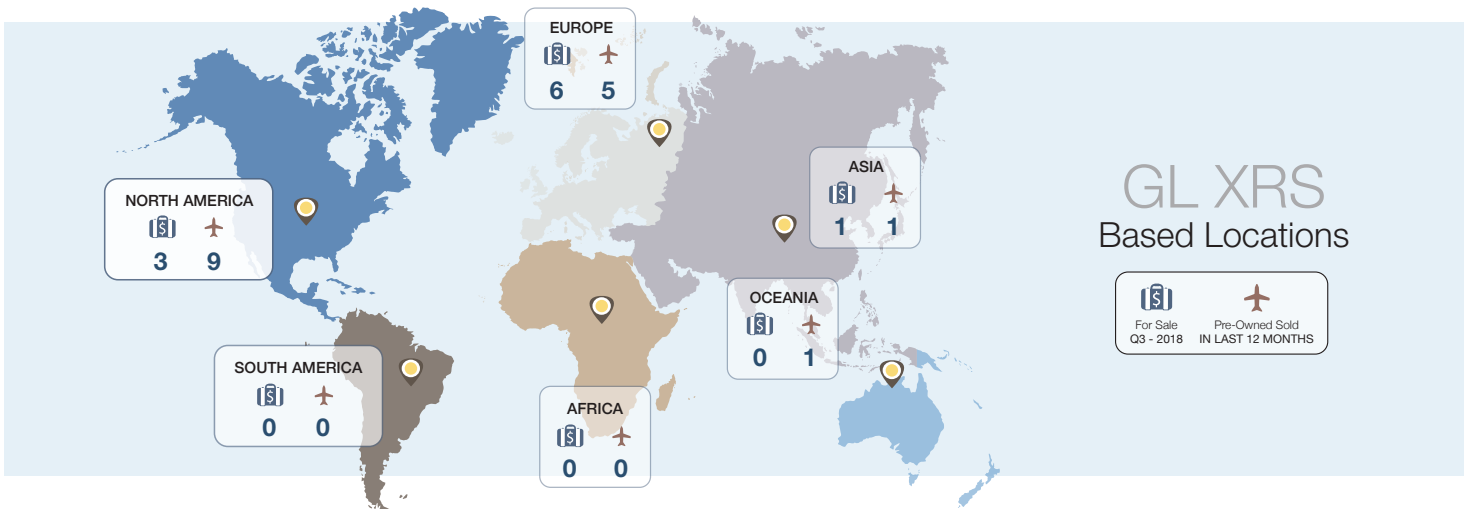 EUROPE
6 5
NORTH AMERICA
3 9
ASIA
1 1
OCEANIA
0 1
SOUTH AMERICA
0 0
AFRICA
0 0
GL XRS
Based Locations
$ $
For Sale Pre-Owned Sold
Q3 - 2018 IN LAST 12 MONTHS